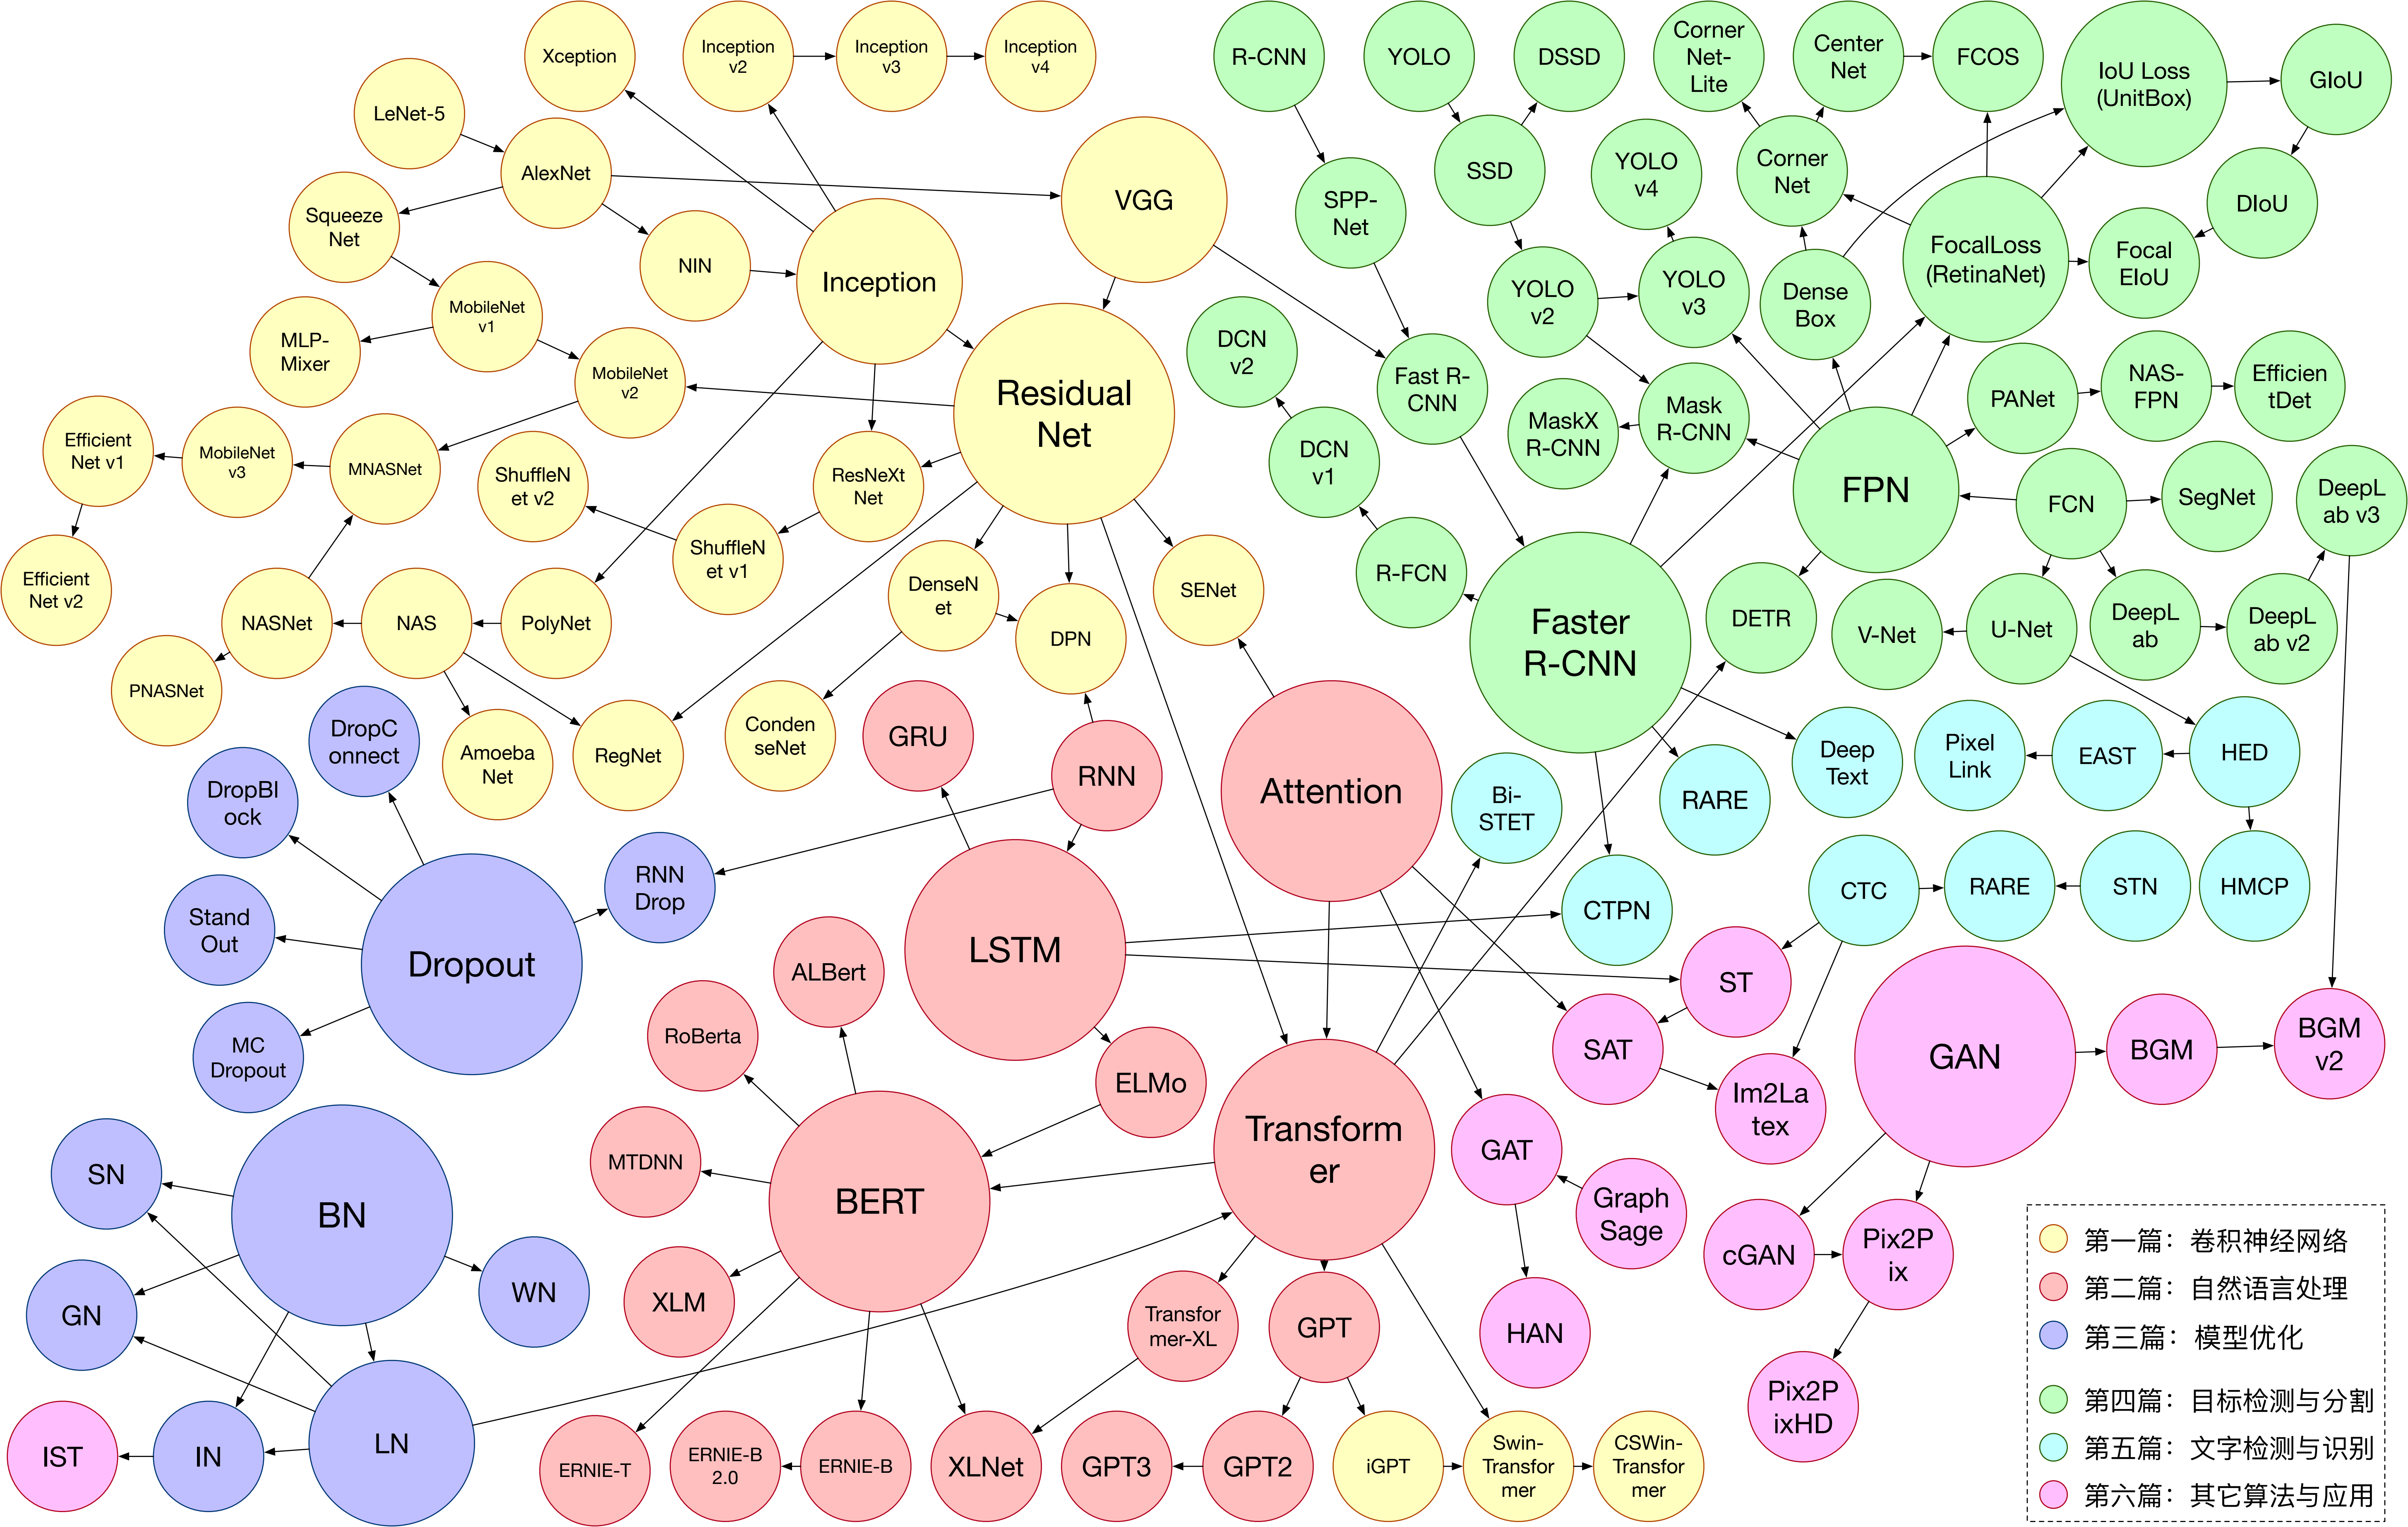 Xception
Inception
v2
Inception
v3
Inception
v4
R-CNN
YOLO
DSSD
Corner
Net-
Lite
Center
Net
FCOS
IoU Loss
(UnitBox)
GIoU
LeNet-5
AlexNet
VGG
SPP-
Net
SSD
YOLO
v4
Corner
Net
DIoU
Squeeze
Net
NIN
Inception
FocalLoss
(RetinaNet)
Focal
EIoU
MLP-
Mixer
MobileNet
v1
MobileNet
v2
Residual
Net
DCN
v2
Fast R-
CNN
YOLO
v2
YOLO
v3
Dense
Box
PANet
NAS-
FPN
Efficien
tDet
Efficient
Net v1
MobileNet
v3
MNASNet
ShuffleN
et v2
ResNeXt
Net
DCN
v1
MaskX
R-CNN
Mask
R-CNN
FPN
FCN
SegNet
DeepL
ab v3
Efficient
Net v2
ShuffleN
et v1
DenseN
et
SENet
R-FCN
NASNet
NAS
PolyNet
DPN
Faster
R-CNN
DETR
V-Net
U-Net
DeepL
ab
DeepL
ab v2
PNASNet
DropC
onnect
Amoeba
Net
RegNet
Conden
seNet
GRU
RNN
Attention
Bi-
STET
RARE
Deep
Text
Pixel
Link
EAST
HED
DropBl
ock
Stand
Out
Dropout
RNN
Drop
ALBert
LSTM
CTPN
CTC
RARE
STN
HMCP
MC
Dropout
RoBerta
ELMo
ST
SAT
Im2La
tex
GAN
BGM
BGM
v2
SN
BN
MTDNN
BERT
Transform
er
GAT
Graph
Sage
GN
WN
XLM
Transfor
mer-XL
GPT
HAN
cGAN
Pix2P
ix
Pix2P
ixHD
IST
IN
LN
ERNIE-T
ERNIE-B
2.0
ERNIE-B
XLNet
GPT3
GPT2
iGPT
Swin-
Transfor
mer
CSWin-
Transfor
mer
第一篇：卷积神经网络
第二篇：自然语言处理
第三篇：模型优化
第四篇：目标检测与分割
第五篇：文字检测与识别
第六篇：其它算法与应用